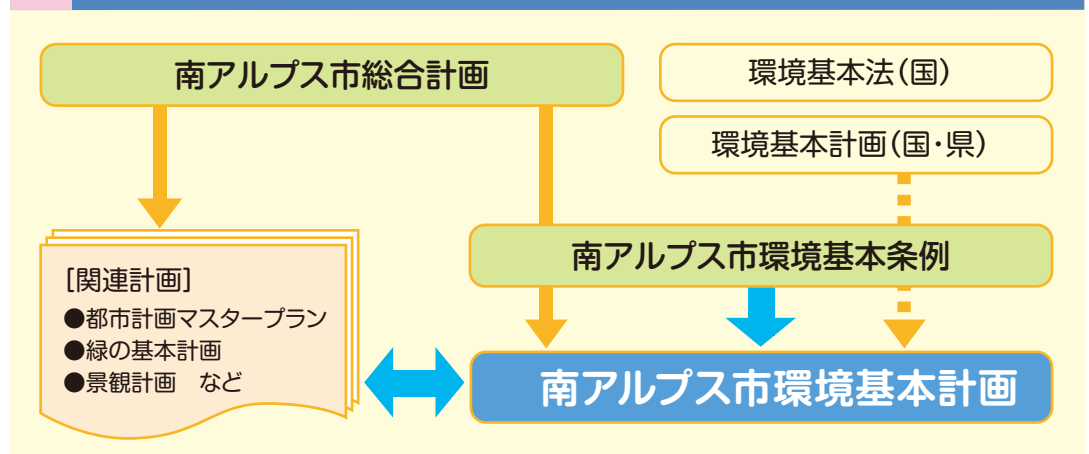 南アルプス市総合計画
環境基本法(国)
環境基本計画(国・県)
南アルプス市環境基本条例
[関連計画]
●都市計画マスタープラン
●緑の基本計画
●景観計画　など
南アルプス市環境基本計画